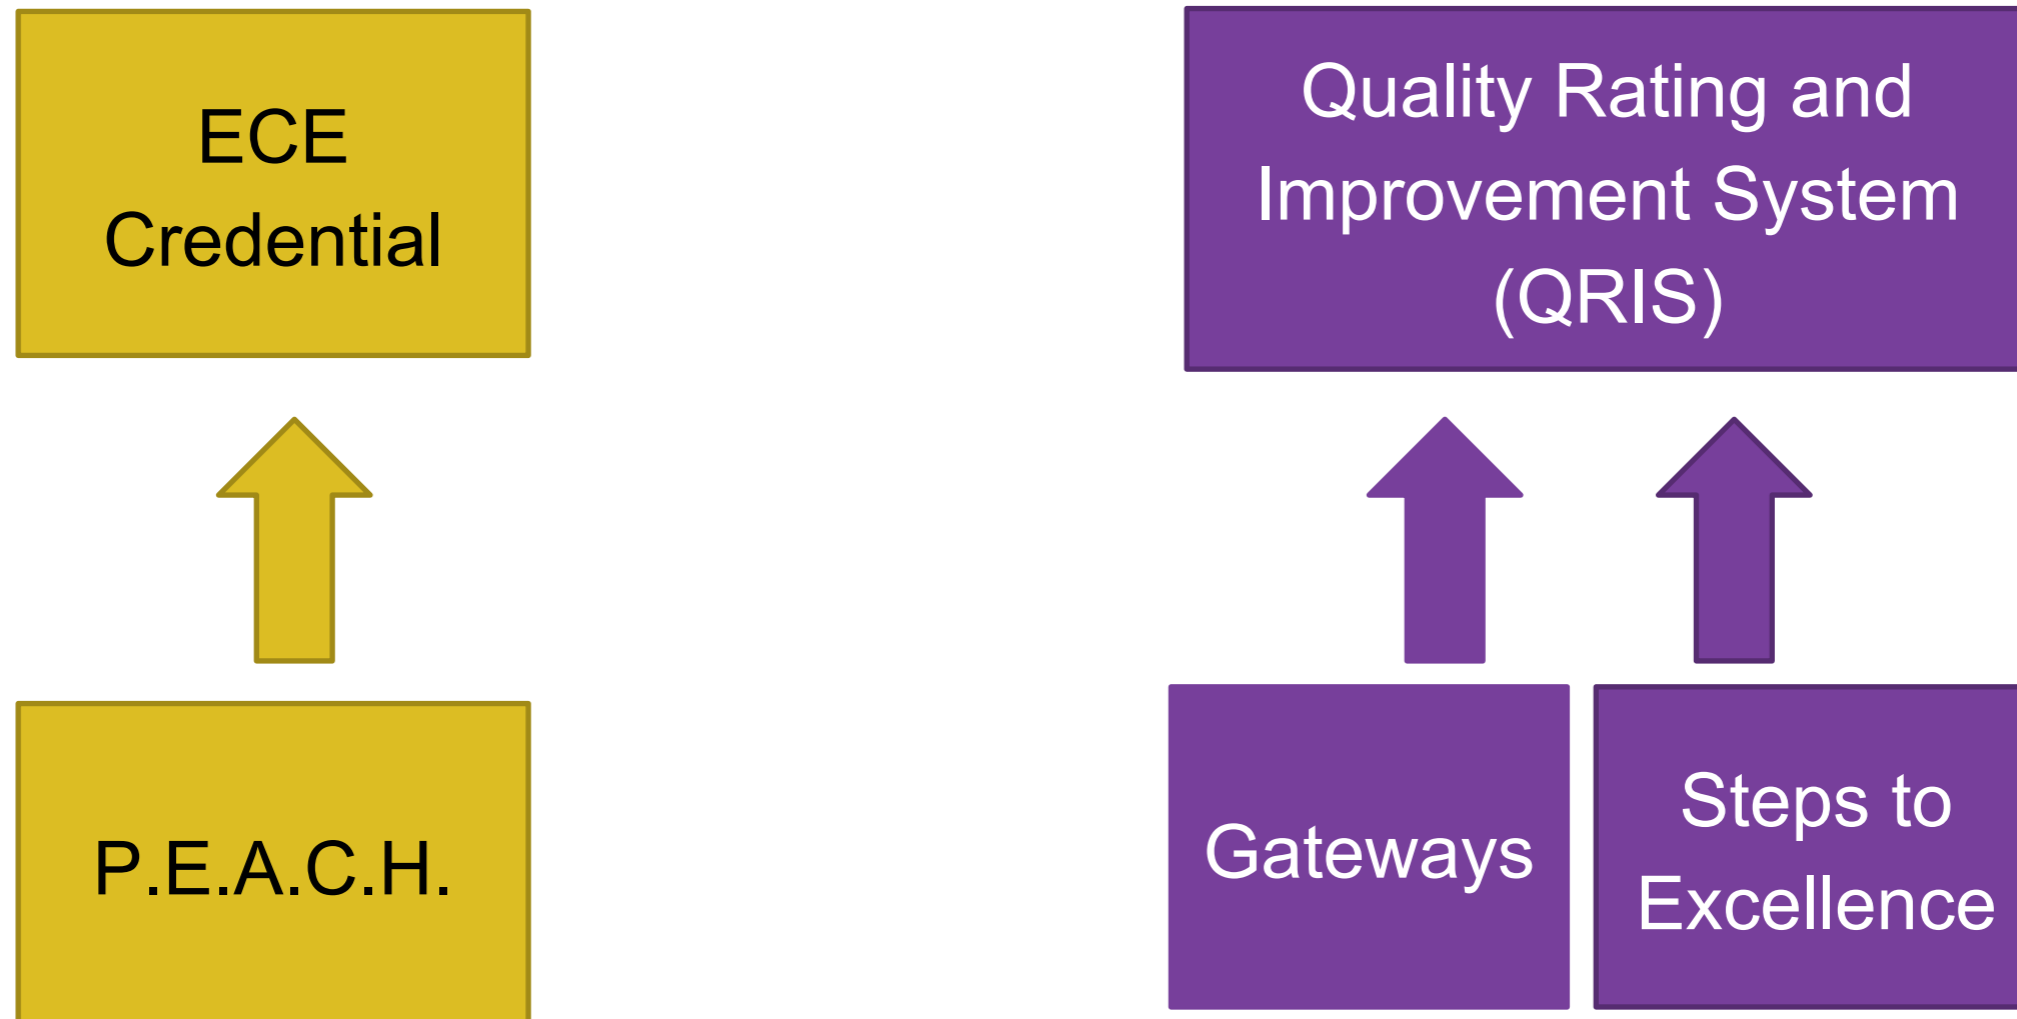 ECE
Credential
Quality Rating and
Improvement System
(QRIS)
P.E.A.C.H.
Gateways
Steps to
Excellence